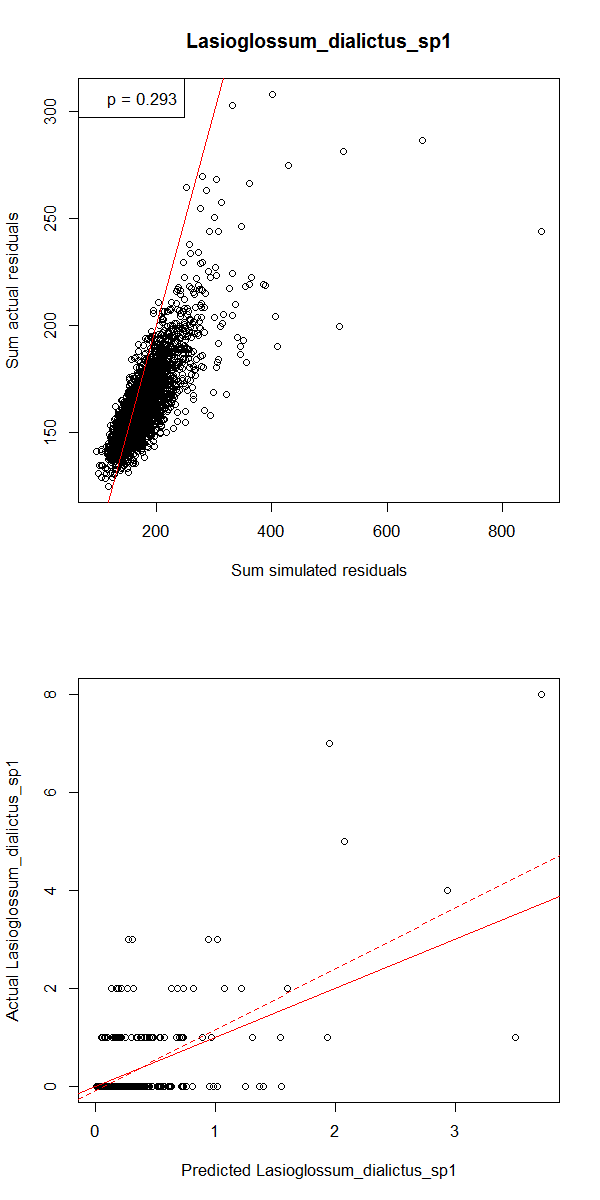 Lasioglossum_dialictus_sp1
p = 0.293
300
250
200
150
Sum actual residuals
200 400 600 800
Sum simulated residuals
8
6
4
2
0
Actual Lasioglossum_dialictus_sp1
0 1 2 3
Predicted Lasioglossum_dialictus_sp1